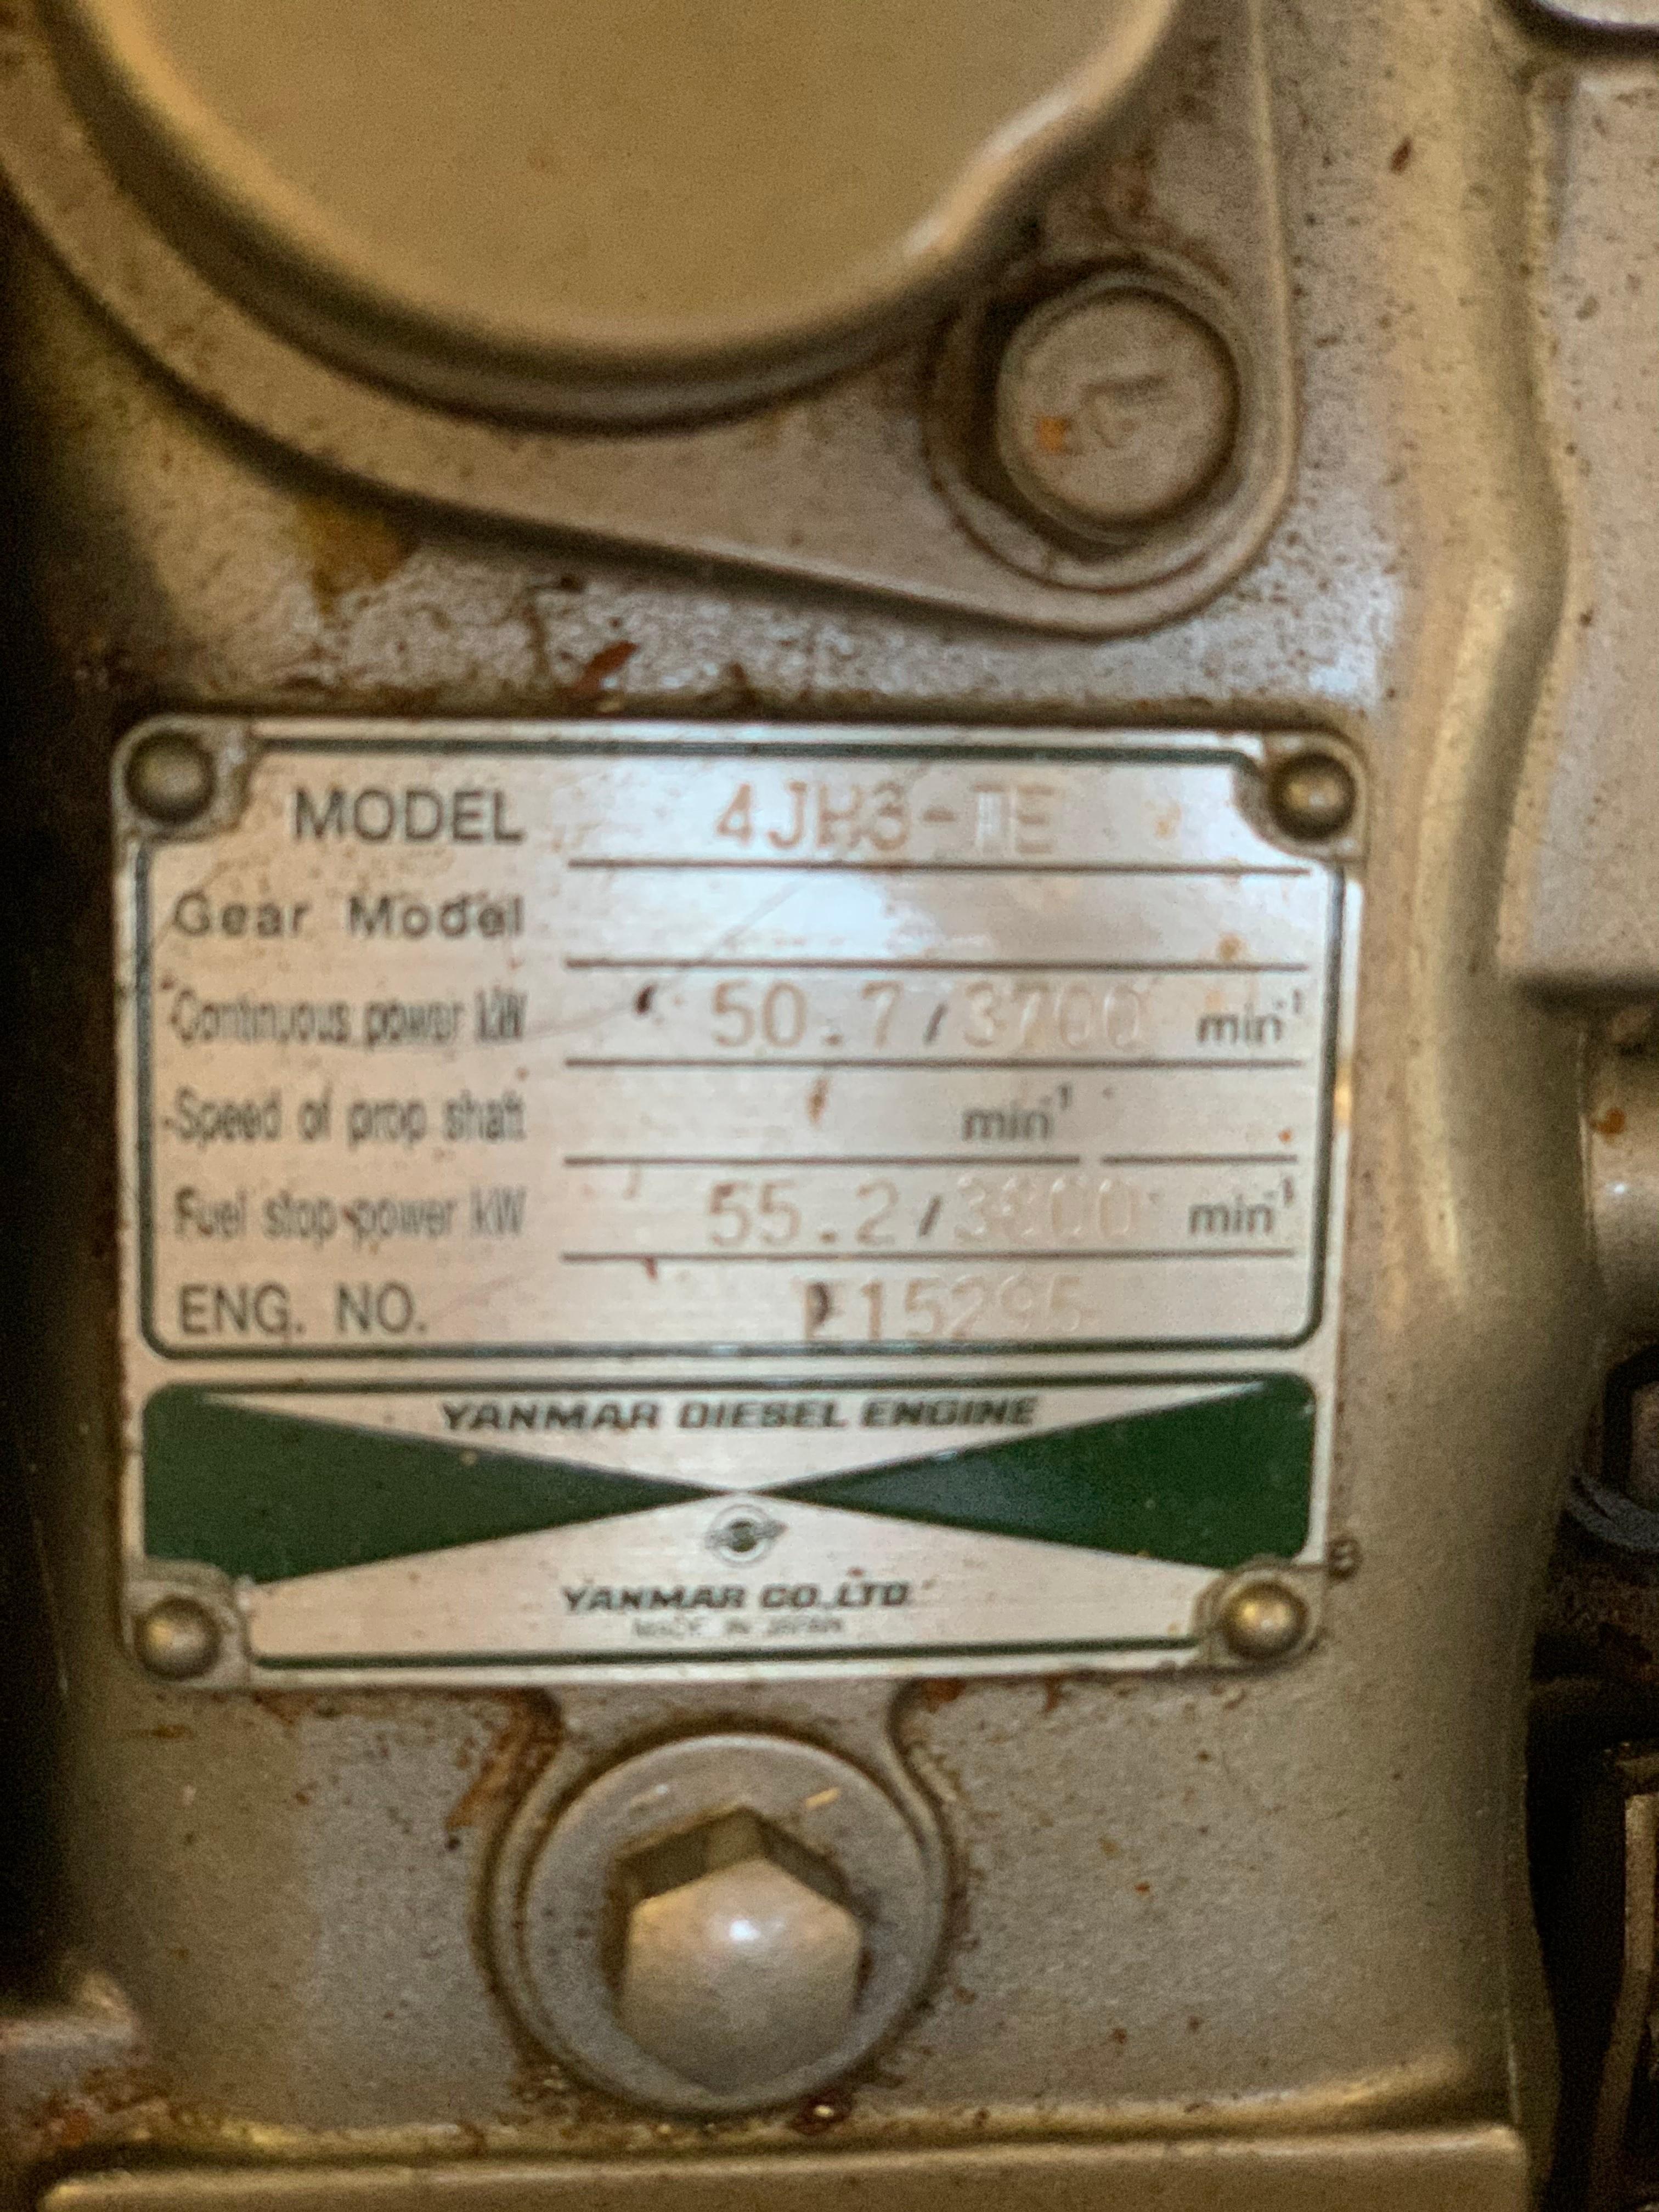 MODEL 4JH3-TE
Gear Model
Continuous power kW 50.7/3700 min⁻¹
Speed of prop shaft / min⁻¹
Fuel stop power kW 55.2/3800 min⁻¹
ENG. NO. E15295
YANMAR DIESEL ENGINE
YANMAR CO.,LTD.
MADE IN JAPAN